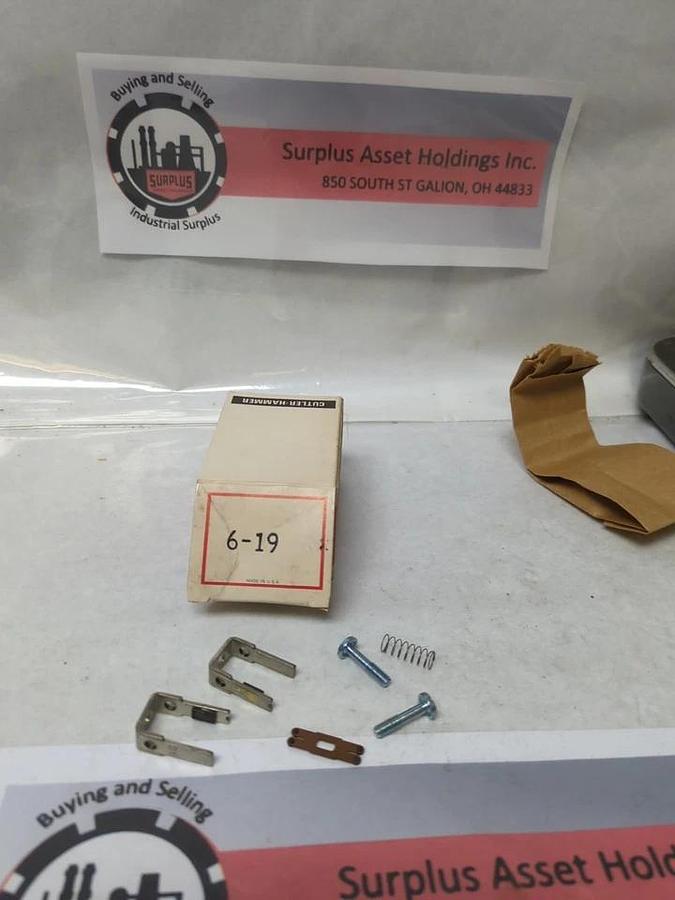 Buying and Selling
SURPLUS
Industrial Surplus
Surplus Asset Holdings Inc.
850 SOUTH ST GALION, OH 44833
CUTLER-HAMMER
6-19
MADE IN U.S.A.
Buying and Selling
Surplus Asset Hold